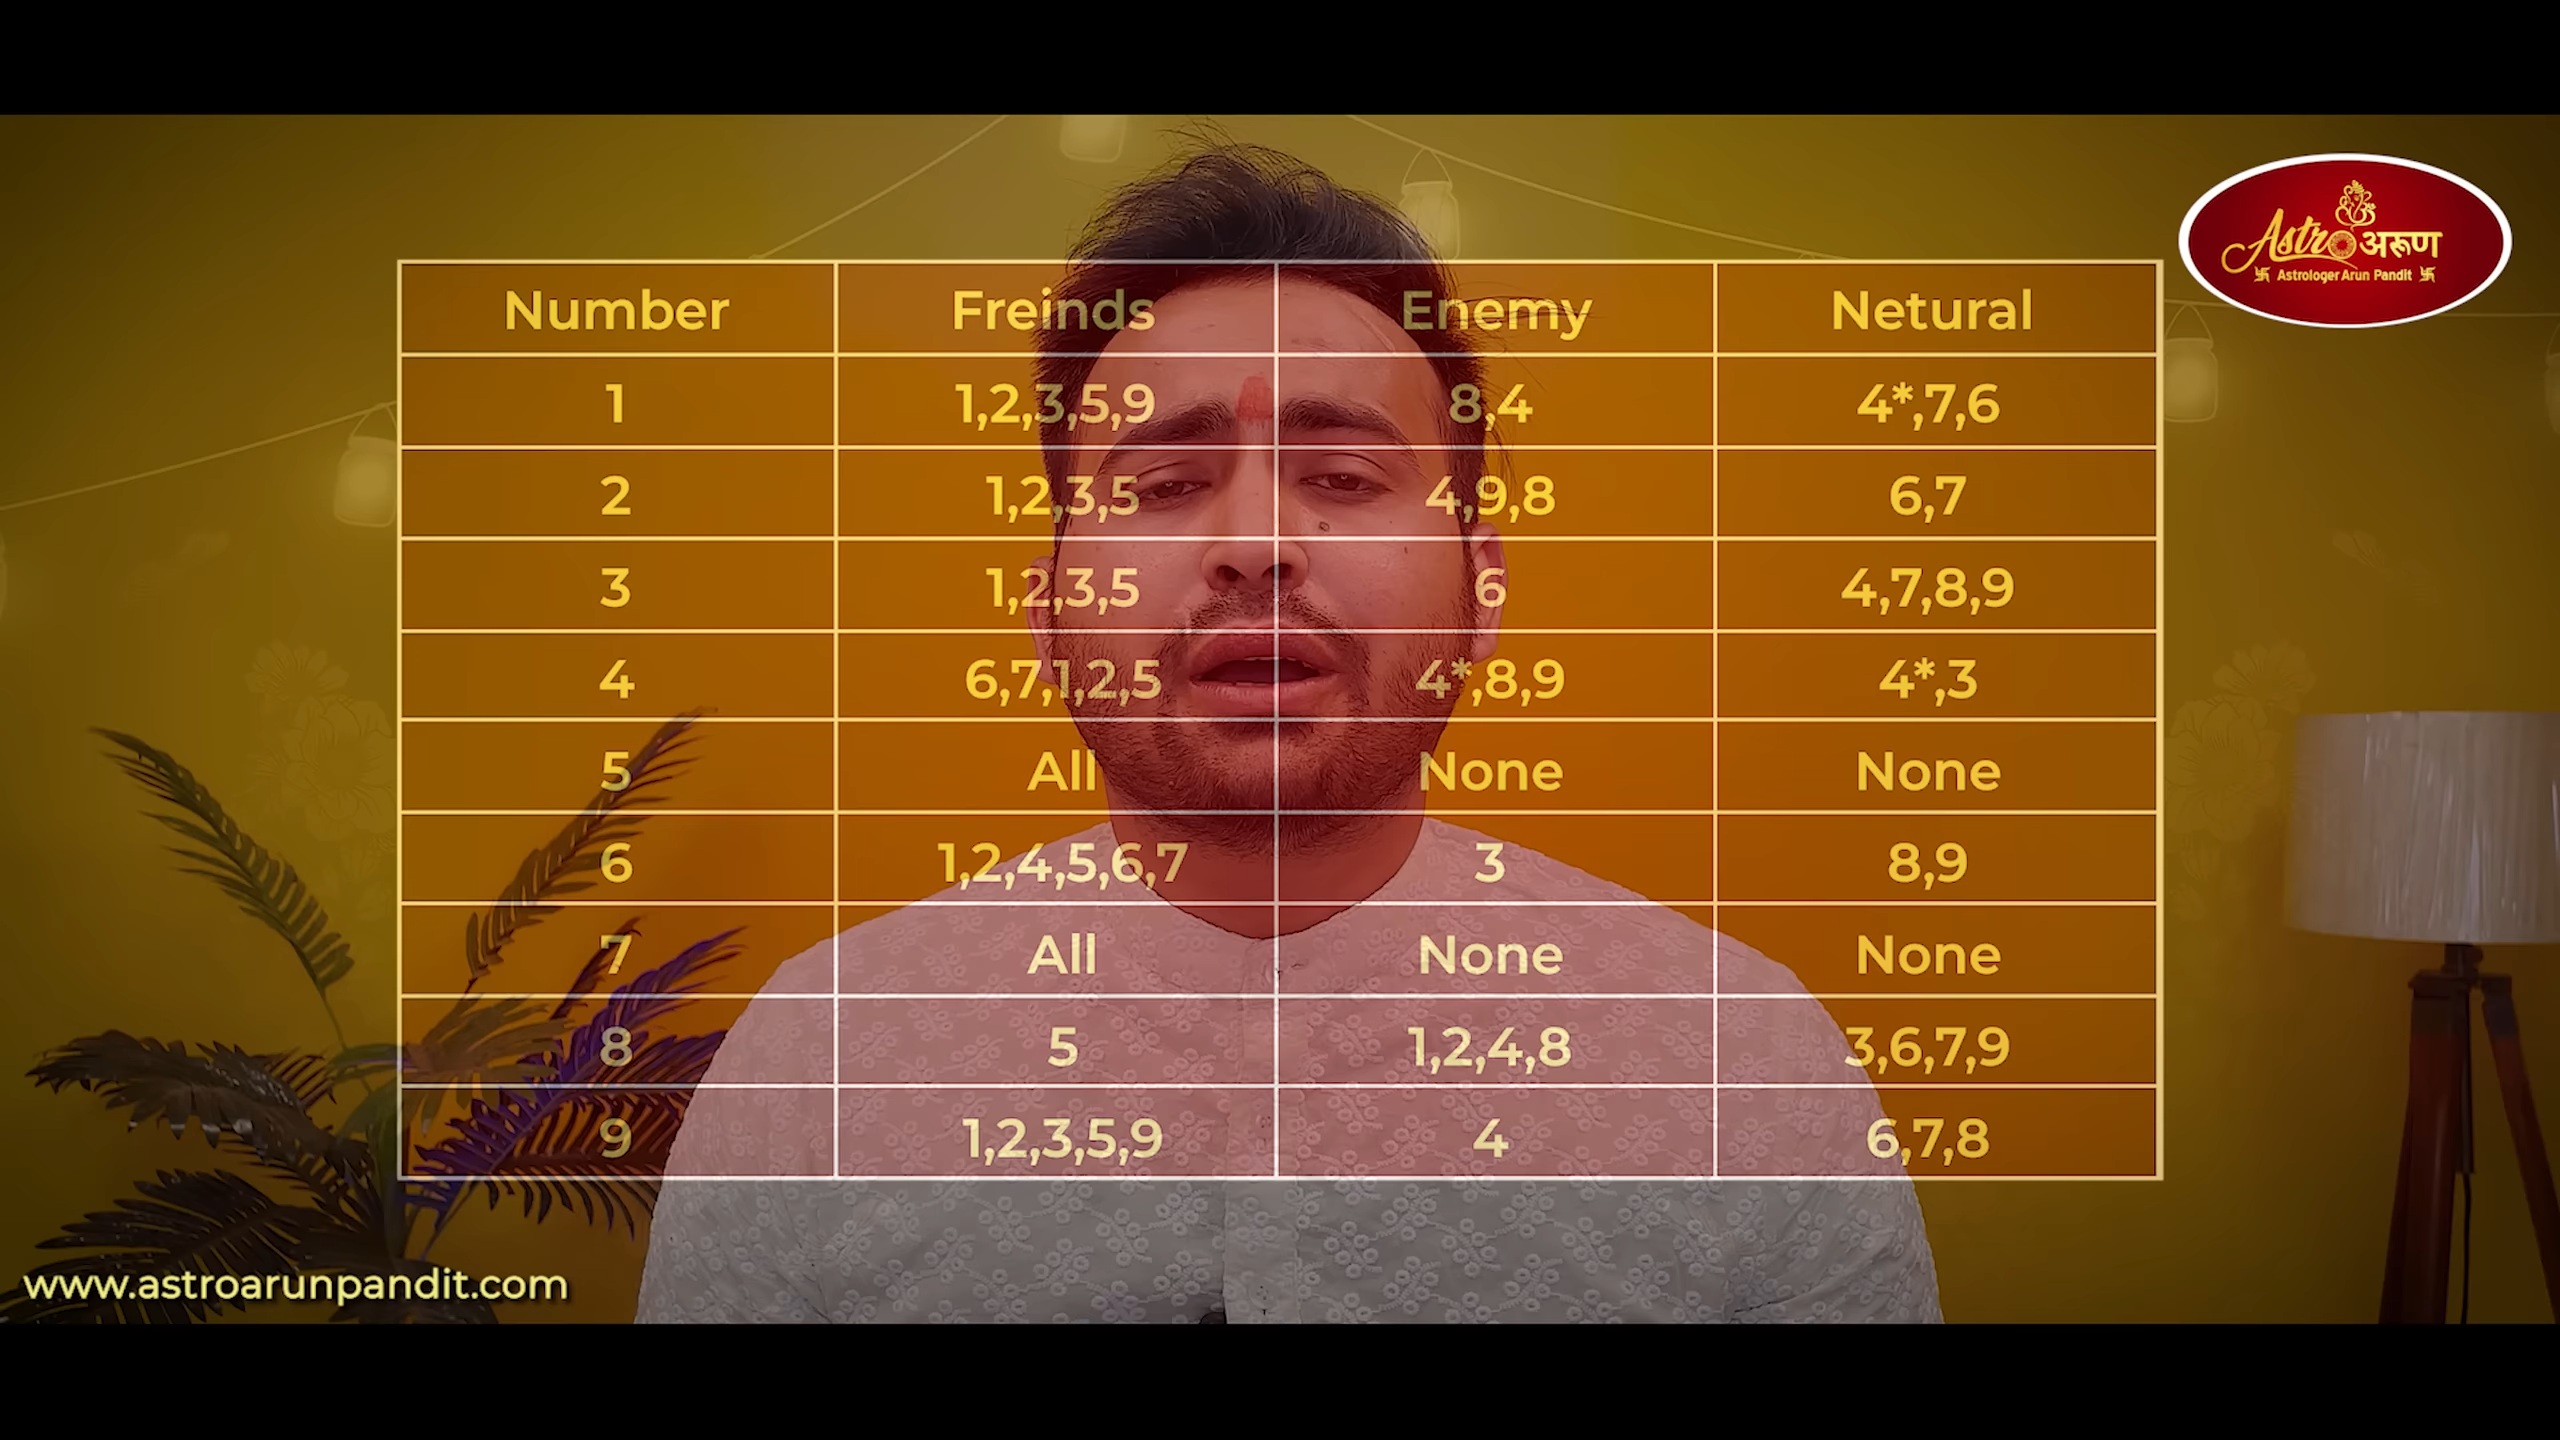 Astro अरूण
卐 Astrologer Arun Pandit 卐
Number Freinds Enemy Netural
1 1,2,3,5,9 8,4 4*,7,6
2 1,2,3,5 4,9,8 6,7
3 1,2,3,5 6 4,7,8,9
4 6,7,1,2,5 4*,8,9 4*,3
5 All None None
6 1,2,4,5,6,7 3 8,9
7 All None None
8 5 1,2,4,8 3,6,7,9
9 1,2,3,5,9 4 6,7,8
www.astroarunpandit.com